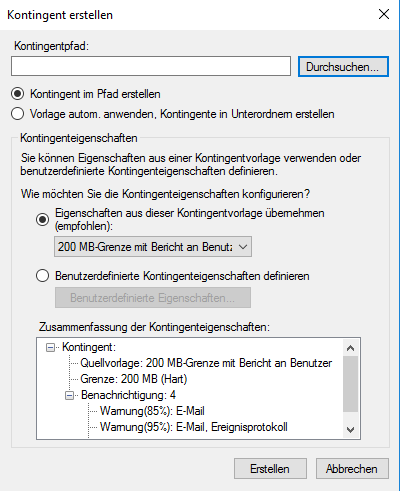 Kontingent erstellen
Kontingentpfad:
Durchsuchen...
Kontingent im Pfad erstellen
Vorlage autom. anwenden, Kontingente in Unterordnern erstellen
Kontingenteigenschaften
Sie können Eigenschaften aus einer Kontingentvorlage verwenden oder
benutzerdefinierte Kontingenteigenschaften definieren.
Wie möchten Sie die Kontingenteigenschaften konfigurieren?
Eigenschaften aus dieser Kontingentvorlage übernehmen
(empfohlen):
200 MB-Grenze mit Bericht an Benutz
Benutzerdefinierte Kontingenteigenschaften definieren
Benutzerdefinierte Eigenschaften...
Zusammenfassung der Kontingenteigenschaften:
Kontingent:
Quellvorlage: 200 MB-Grenze mit Bericht an Benutzer
Grenze: 200 MB (Hart)
Benachrichtigung: 4
Warnung(85%): E-Mail
Warnung(95%): E-Mail, Ereignisprotokoll
Erstellen
Abbrechen